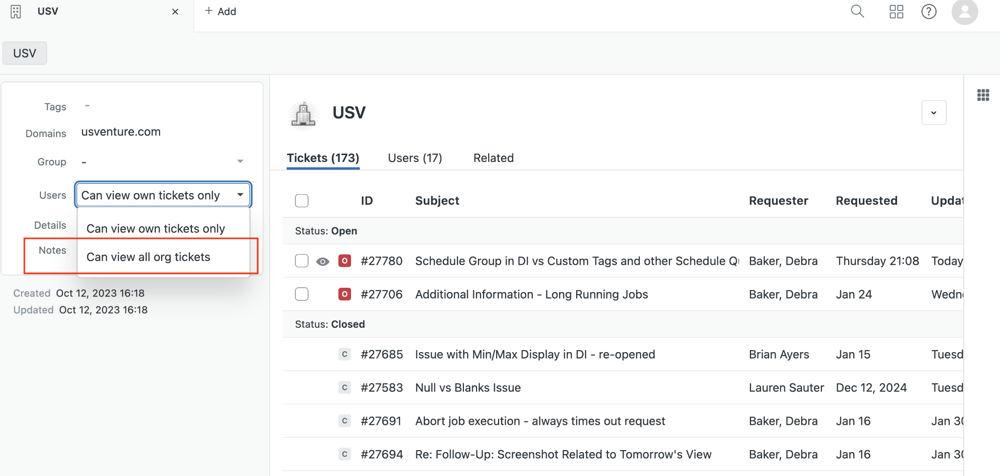 USV
+ Add
USV
Tags -
Domains usventure.com
Group -
Users Can view own tickets only
Can view own tickets only
Details
Notes
Can view all org tickets
Created Oct 12, 2023 16:18
Updated Oct 12, 2023 16:18
USV
Tickets (173) Users (17) Related
ID Subject Requester Requested Updat
Status: Open
O #27780 Schedule Group in DI vs Custom Tags and other Schedule Baker, Debra Thursday 21:08 Today
O #27706 Additional Information - Long Running Jobs Baker, Debra Jan 24 Wedn
Status: Closed
C #27685 Issue with Min/Max Display in DI - re-opened Brian Ayers Jan 15 Tuesd
C #27583 Null vs Blanks Issue Lauren Sauter Dec 12, 2024 Tuesd
C #27691 Abort job execution - always times out request Baker, Debra Jan 16 Jan 30
C #27694 Re: Follow-Up: Screenshot Related to Tomorrow's View Baker, Debra Jan 16 Jan 30